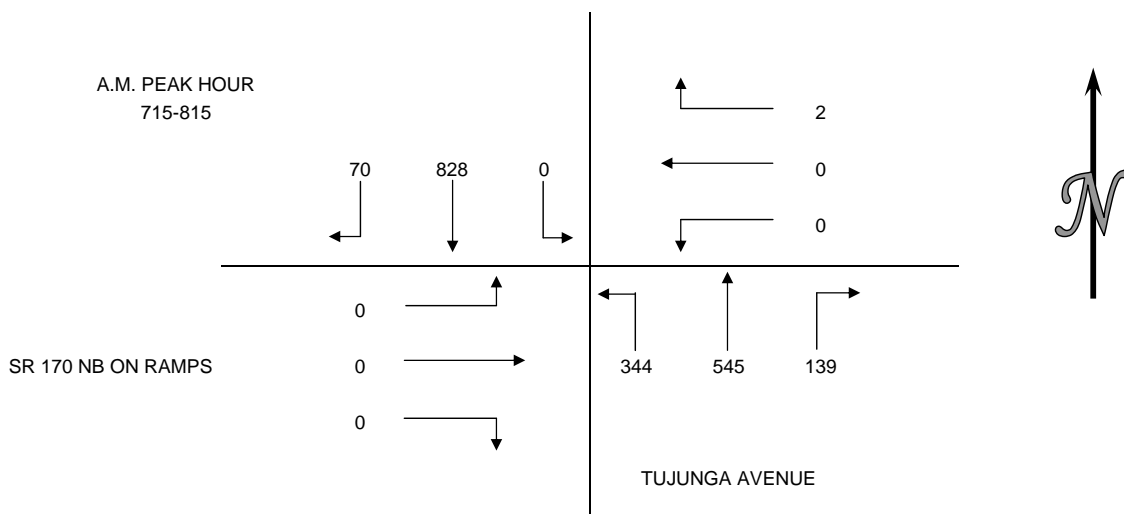 A.M. PEAK HOUR
715-815
2
70 828 0 0
0
0
SR 170 NB ON RAMPS 0 344 545 139
0
TUJUNGA AVENUE
N